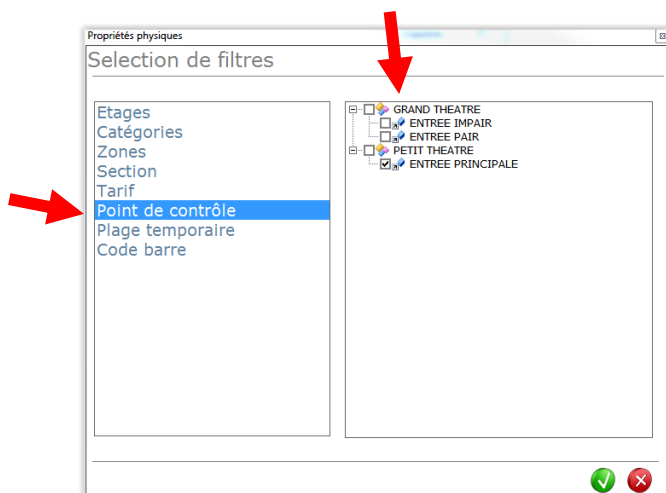 Propriétés physiques
Selection de filtres
Etages
Catégories
Zones
Section
Tarif
Point de contrôle
Plage temporaire
Code barre
GRAND THEATRE
ENTREE IMPAIR
ENTREE PAIR
PETIT THEATRE
ENTREE PRINCIPALE